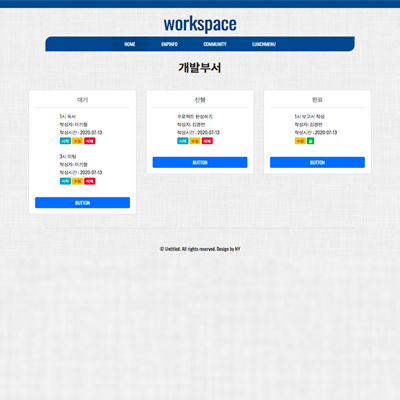 workspace
HOME
EMPINFO
COMMUNITY
LUNCHMENU
개발부서
대기
1시 독서
작성자: 이기철
작성시간 : 2020-07-13
시작 수정 삭제
3시 미팅
작성자: 이기철
작성시간 : 2020-07-13
시작 수정 삭제
BUTTON
진행
프로젝트 완성하기
작성자: 김경민
작성시간 : 2020-07-13
시작 수정 삭제
BUTTON
완료
1시 보고서 작성
작성자: 김경민
작성시간 : 2020-07-13
수정 끝
BUTTON
© Untitled. All rights reserved. Design by KY